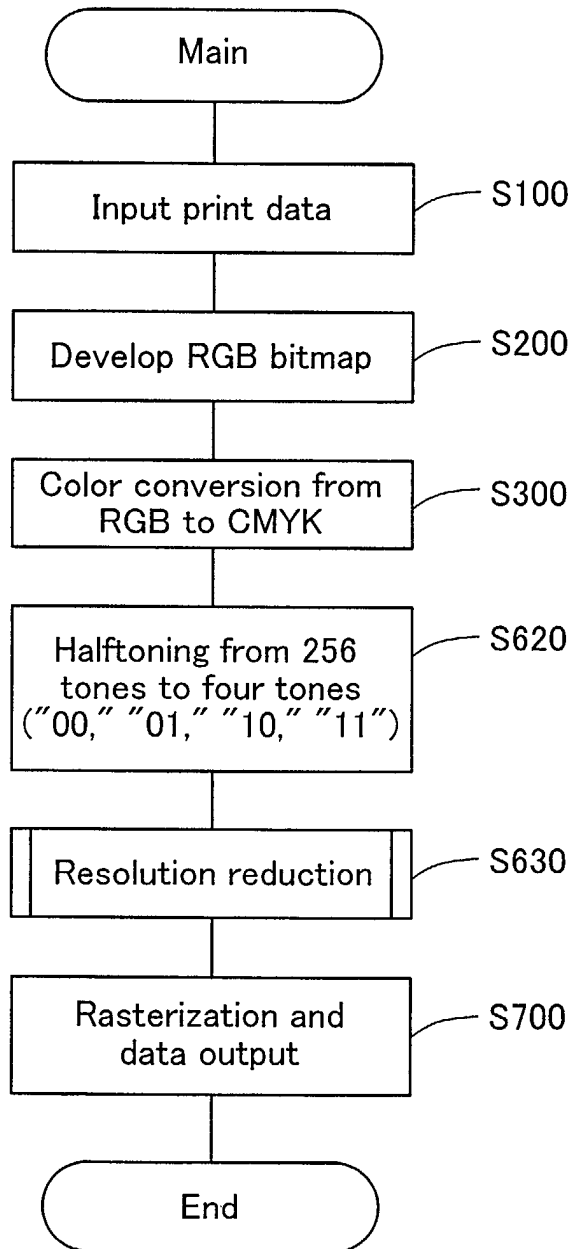 Main
Input print data
S100
Develop RGB bitmap
S200
Color conversion from
RGB to CMYK
S300
Halftoning from 256
tones to four tones
("00," "01," "10," "11")
S620
Resolution reduction
S630
Rasterization and
data output
S700
End